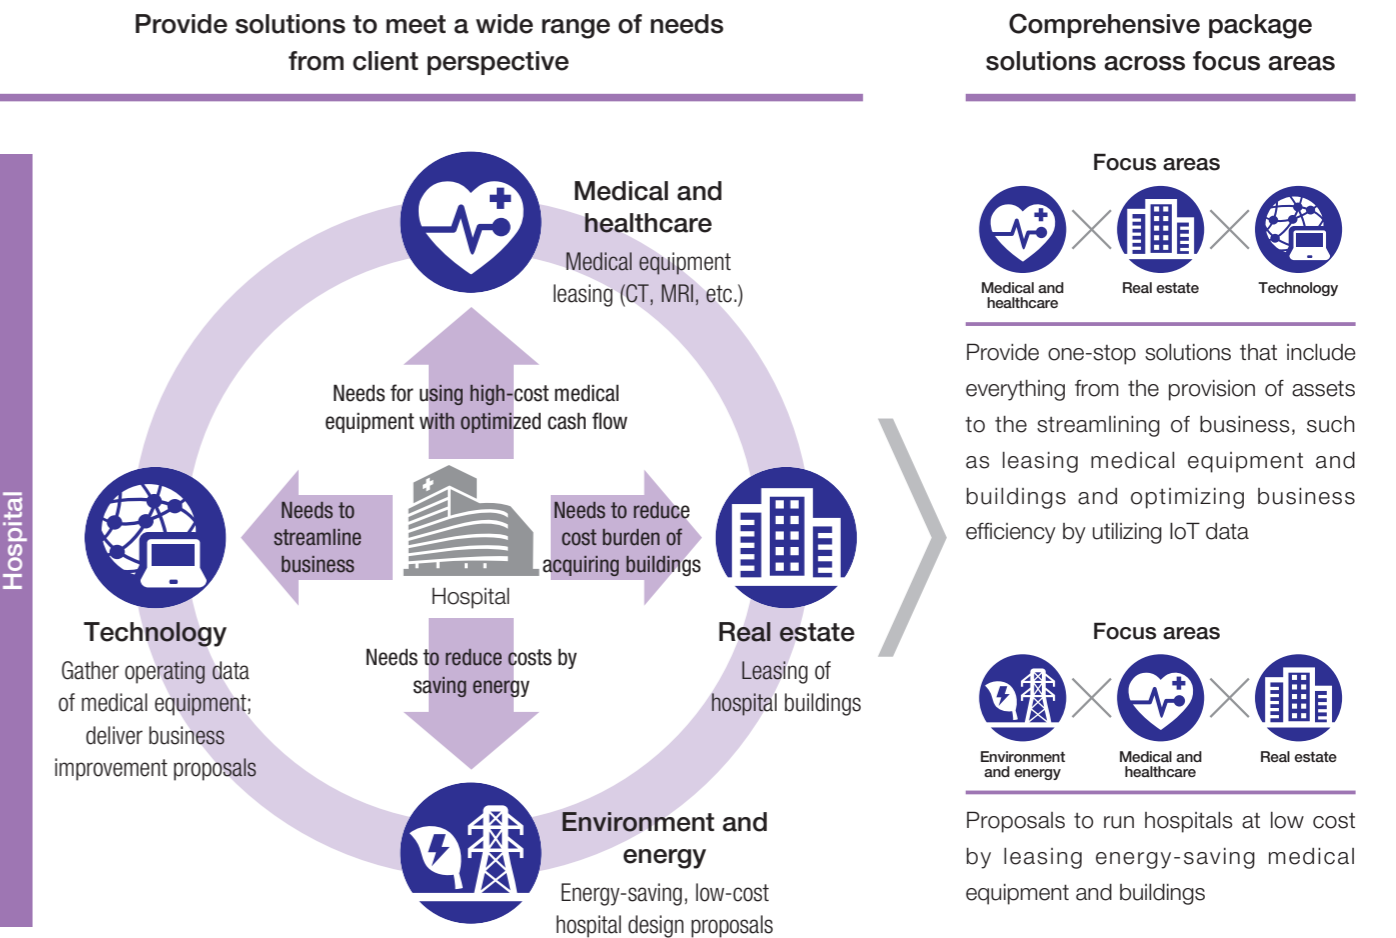 Provide solutions to meet a wide range of needs
from client perspective
Comprehensive package
solutions across focus areas
Hospital
Medical and
healthcare
Medical equipment
leasing (CT, MRI, etc.)
Needs for using high-cost medical
equipment with optimized cash flow
Needs to
streamline
business
Needs to reduce
cost burden of
acquiring buildings
Hospital
Technology
Gather operating data
of medical equipment;
deliver business
improvement proposals
Needs to reduce costs by
saving energy
Real estate
Leasing of
hospital buildings
Environment and
energy
Energy-saving, low-cost
hospital design proposals
Focus areas
Medical and
healthcare
Real estate
Technology
Provide one-stop solutions that include
everything from the provision of assets
to the streamlining of business, such
as leasing medical equipment and
buildings and optimizing business
efficiency by utilizing IoT data
Focus areas
Environment
and energy
Medical and
healthcare
Real estate
Proposals to run hospitals at low cost
by leasing energy-saving medical
equipment and buildings